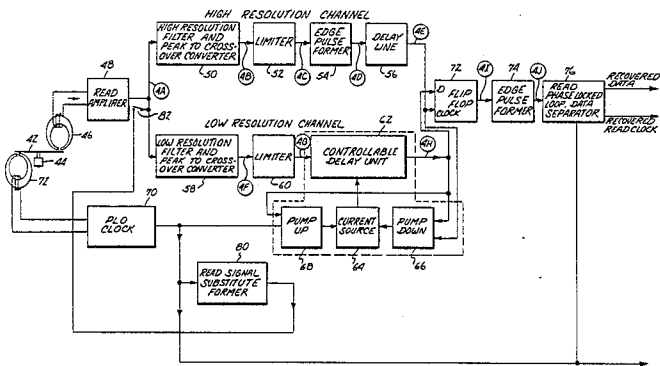 HIGH RESOLUTION CHANNEL
HIGH RESOLUTION
FILTER AND
PEAK TO CROSS-
OVER CONVERTER
50
4B
LIMITER
52
4C
EDGE
PULSE
FORMER
54
4D
DELAY
LINE
56
4E
48
READ
AMPLIFIER
4A
82
46
42
44
72
FLIP
FLOP
D
CLOCK
4I
74
EDGE
PULSE
FORMER
4J
76
READ
PHASE LOCKED
LOOP, DATA
SEPARATOR
RECOVERED
DATA
RECOVERED
READ CLOCK
LOW RESOLUTION CHANNEL
LOW RESOLUTION
FILTER AND
PEAK TO CROSS-
OVER CONVERTER
58
4F
LIMITER
60
4G
62
CONTROLLABLE
DELAY UNIT
4H
71
70
PLO
CLOCK
PUMP
UP
68
CURRENT
SOURCE
64
PUMP
DOWN
66
80
READ SIGNAL
SUBSTITUTE
FORMER